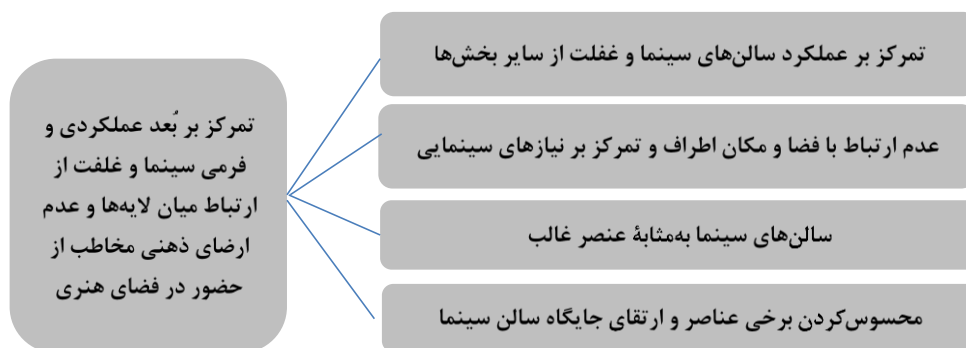 تمرکز بر عملکرد سالن‌های سینما و غفلت از سایر بخش‌ها
عدم ارتباط با فضا و مکان اطراف و تمرکز بر نیازهای سینمایی
سالن‌های سینما به‌مثابهٔ عنصر غالب
محسوس‌کردن برخی عناصر و ارتقای جایگاه سالن سینما
تمرکز بر بُعد عملکردی و
فرمی سینما و غلفت از
ارتباط میان لایه‌ها و عدم
ارضای ذهنی مخاطب از
حضور در فضای هنری